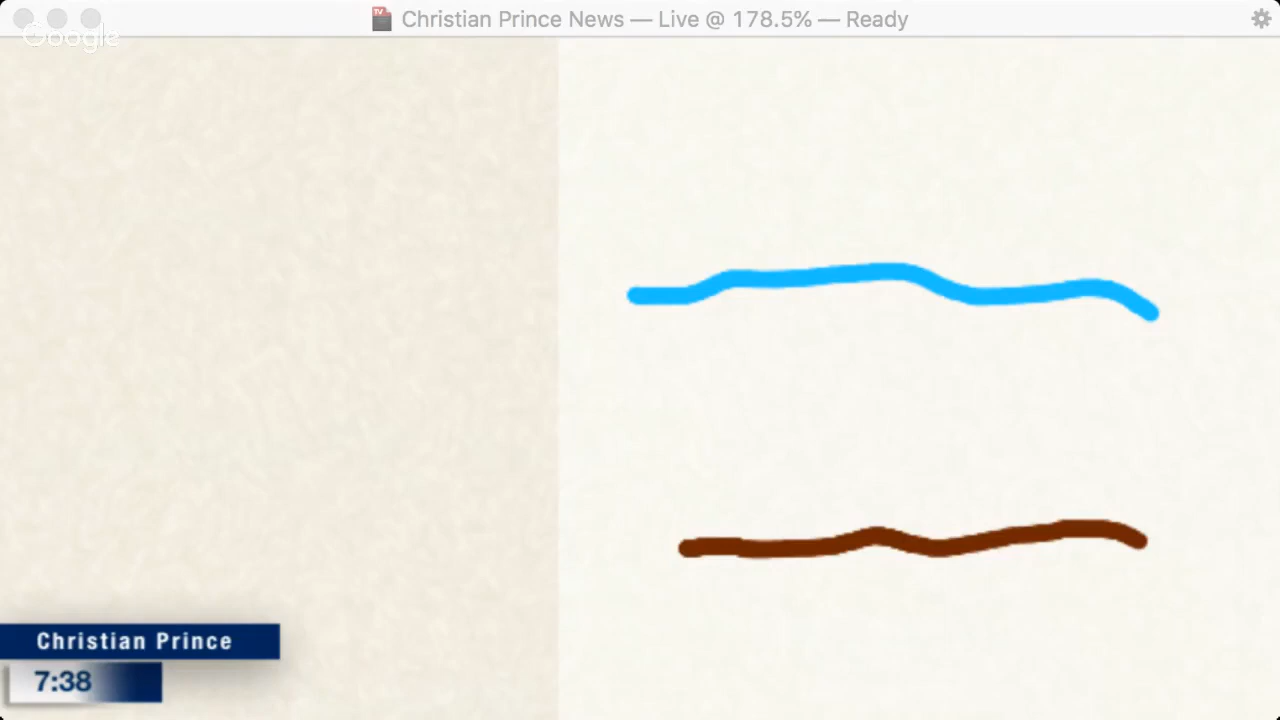 Christian Prince News — Live @ 178.5% — Ready
Google
Christian Prince
7:38